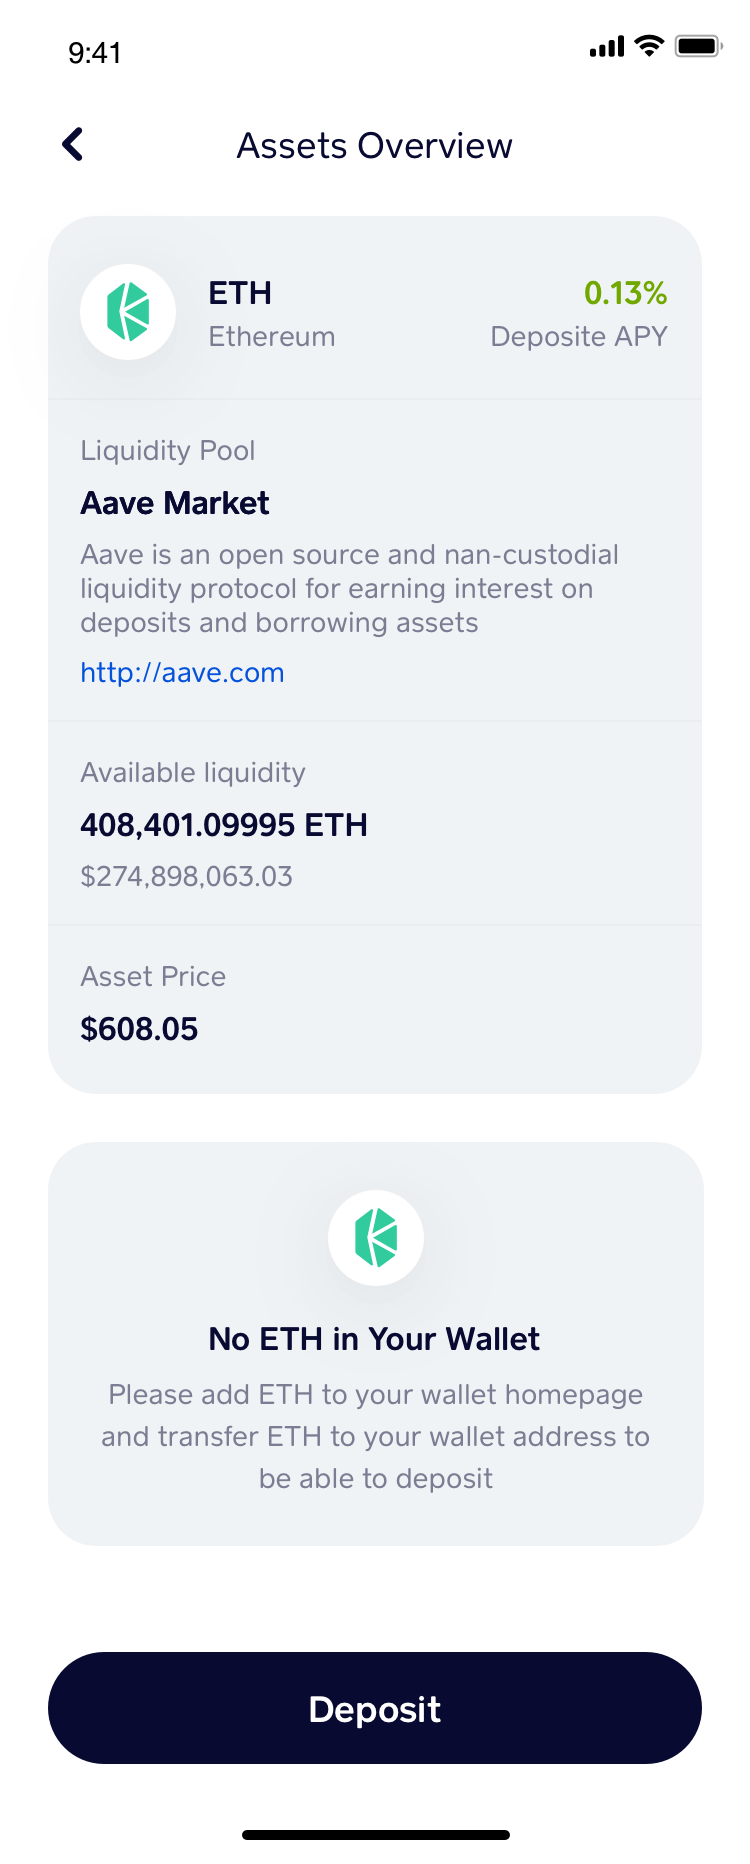 9:41
Assets Overview
ETH
0.13%
Ethereum
Deposite APY
Liquidity Pool
Aave Market
Aave is an open source and nan-custodial
liquidity protocol for earning interest on
deposits and borrowing assets
http://aave.com
Available liquidity
408,401.09995 ETH
$274,898,063.03
Asset Price
$608.05
No ETH in Your Wallet
Please add ETH to your wallet homepage
and transfer ETH to your wallet address to
be able to deposit
Deposit